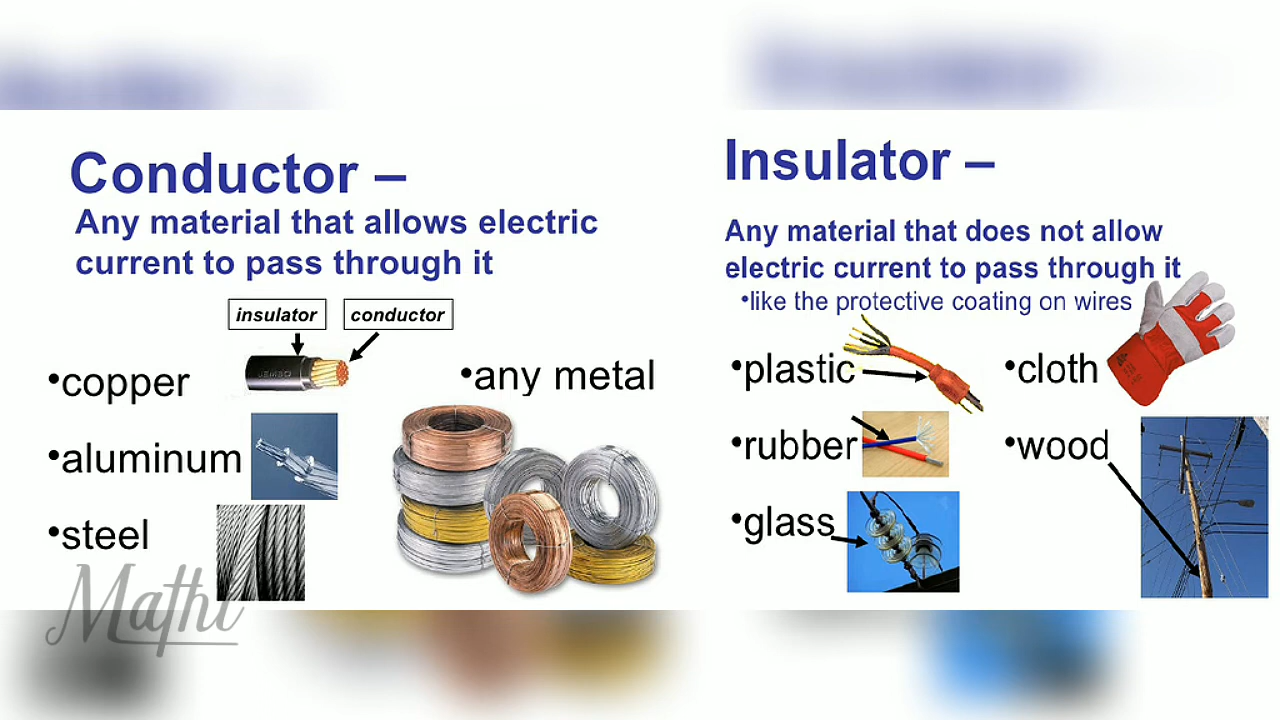 Conductor –
Any material that allows electric
current to pass through it
insulator
conductor
•copper
•any metal
•aluminum
•steel
Mathi
Insulator –
Any material that does not allow
electric current to pass through it
•like the protective coating on wires
•plastic
•cloth
•rubber
•wood
•glass